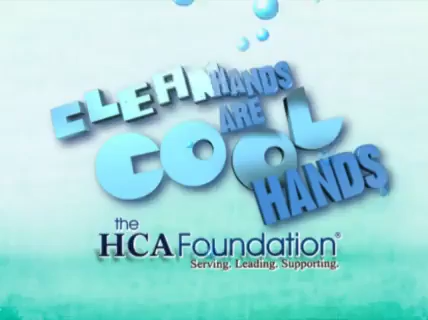 CLEAN HANDS
ARE
COOL
HANDS
the
HCA Foundation®
Serving. Leading. Supporting.